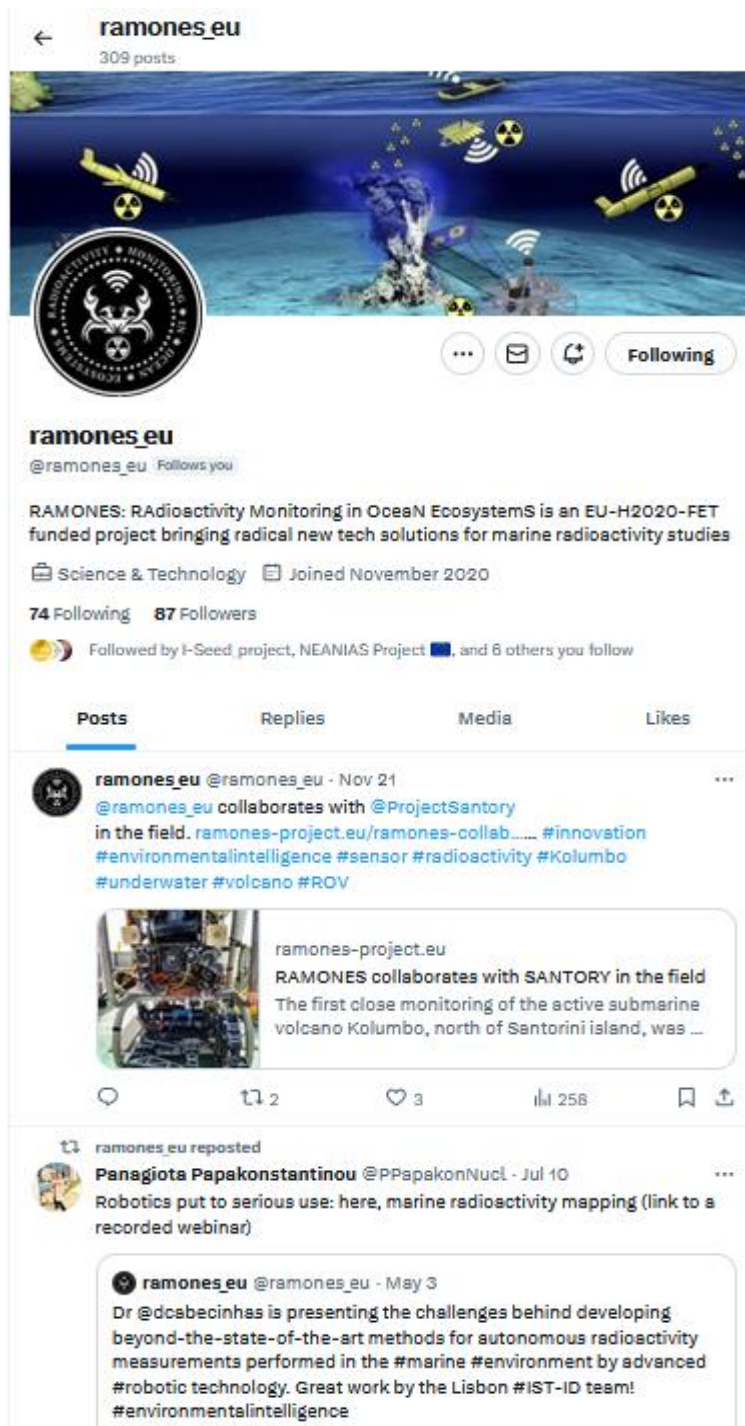 ramones_eu
309 posts
RADIOACTIVITY MONITORING IN OCEAN ECOSYSTEMS
Following
ramones_eu
@ramones_eu Follows you
RAMONES: RAdioactivity Monitoring in OceaN EcosystemS is an EU-H2020-FET
funded project bringing radical new tech solutions for marine radioactivity studies
Science & Technology Joined November 2020
74 Following 87 Followers
Followed by I-Seed project, NEANIAS Project 🇪🇺, and 6 others you follow
Posts Replies Media Likes
ramones_eu @ramones_eu · Nov 21 ...
@ramones_eu collaborates with @ProjectSantory
in the field. ramones-project.eu/ramones-collab...... #innovation
#environmentalintelligence #sensor #radioactivity #Kolumbo
#underwater #volcano #ROV
ramones-project.eu
RAMONES collaborates with SANTORY in the field
The first close monitoring of the active submarine
volcano Kolumbo, north of Santorini island, was ...
2 3 258
ramones_eu reposted
Panagiota Papakonstantinou @PPapakonNucl · Jul 10 ...
Robotics put to serious use: here, marine radioactivity mapping (link to a
recorded webinar)
ramones_eu @ramones_eu · May 3
Dr @dcabecinhas is presenting the challenges behind developing
beyond-the-state-of-the-art methods for autonomous radioactivity
measurements performed in the #marine #environment by advanced
#robotic technology. Great work by the Lisbon #IST-ID team!
#environmentalintelligence